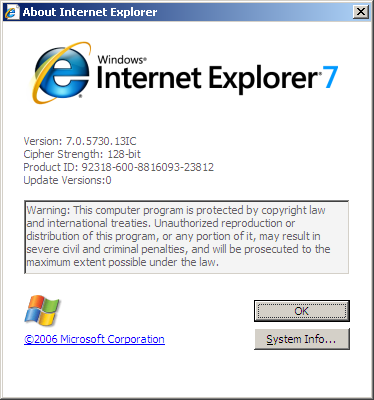 About Internet Explorer
Windows®
Internet Explorer 7
Version: 7.0.5730.13IC
Cipher Strength: 128-bit
Product ID: 92318-600-8816093-23812
Update Versions:0
Warning: This computer program is protected by copyright law
and international treaties. Unauthorized reproduction or
distribution of this program, or any portion of it, may result in
severe civil and criminal penalties, and will be prosecuted to the
maximum extent possible under the law.
OK
©2006 Microsoft Corporation
System Info...